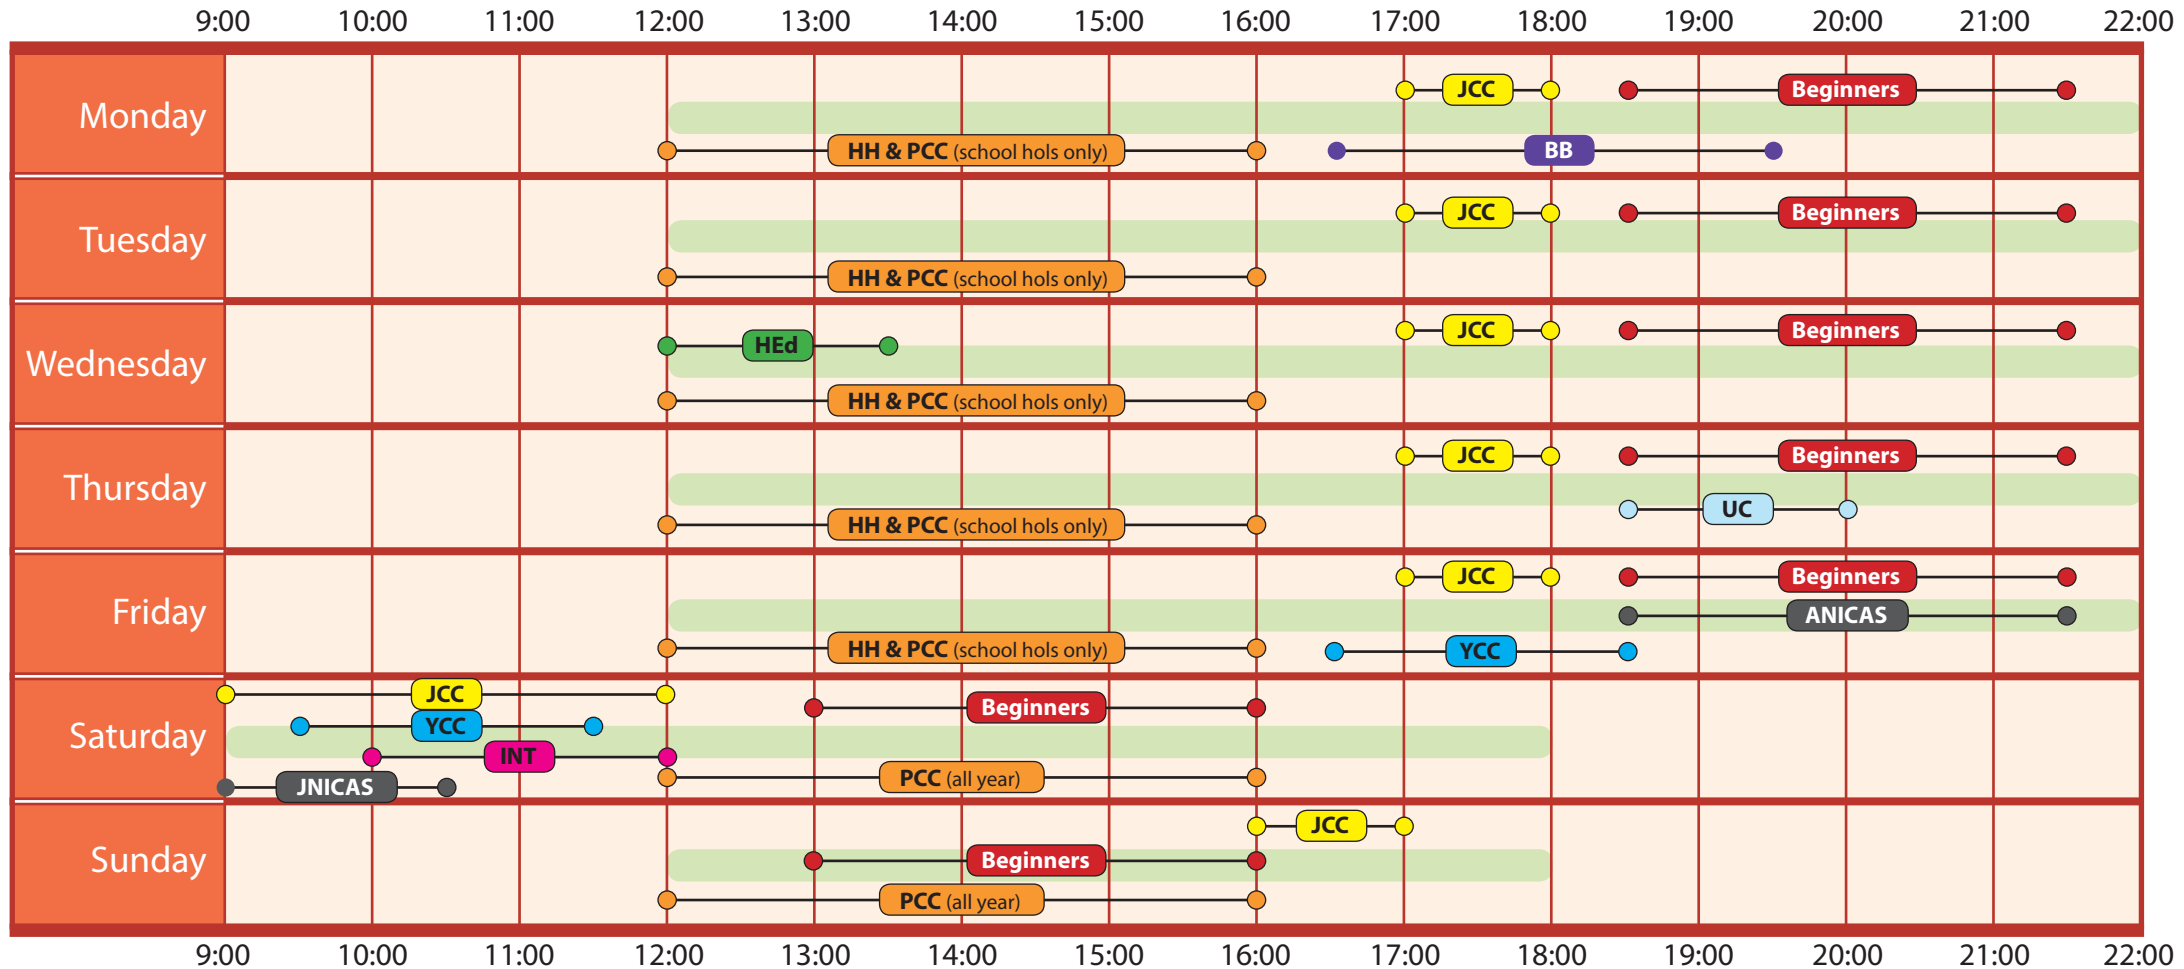 9:00 10:00 11:00 12:00 13:00 14:00 15:00 16:00 17:00 18:00 19:00 20:00 21:00 22:00
JCC Beginners
Monday
HH & PCC (school hols only) BB
JCC Beginners
Tuesday
HH & PCC (school hols only)
JCC Beginners
HEd
Wednesday
HH & PCC (school hols only)
JCC Beginners
Thursday
UC
HH & PCC (school hols only)
JCC Beginners
Friday ANICAS
HH & PCC (school hols only) YCC
JCC Beginners
YCC
Saturday
INT
PCC (all year)
JNICAS
JCC
Sunday Beginners
PCC (all year)
9:00 10:00 11:00 12:00 13:00 14:00 15:00 16:00 17:00 18:00 19:00 20:00 21:00 22:00